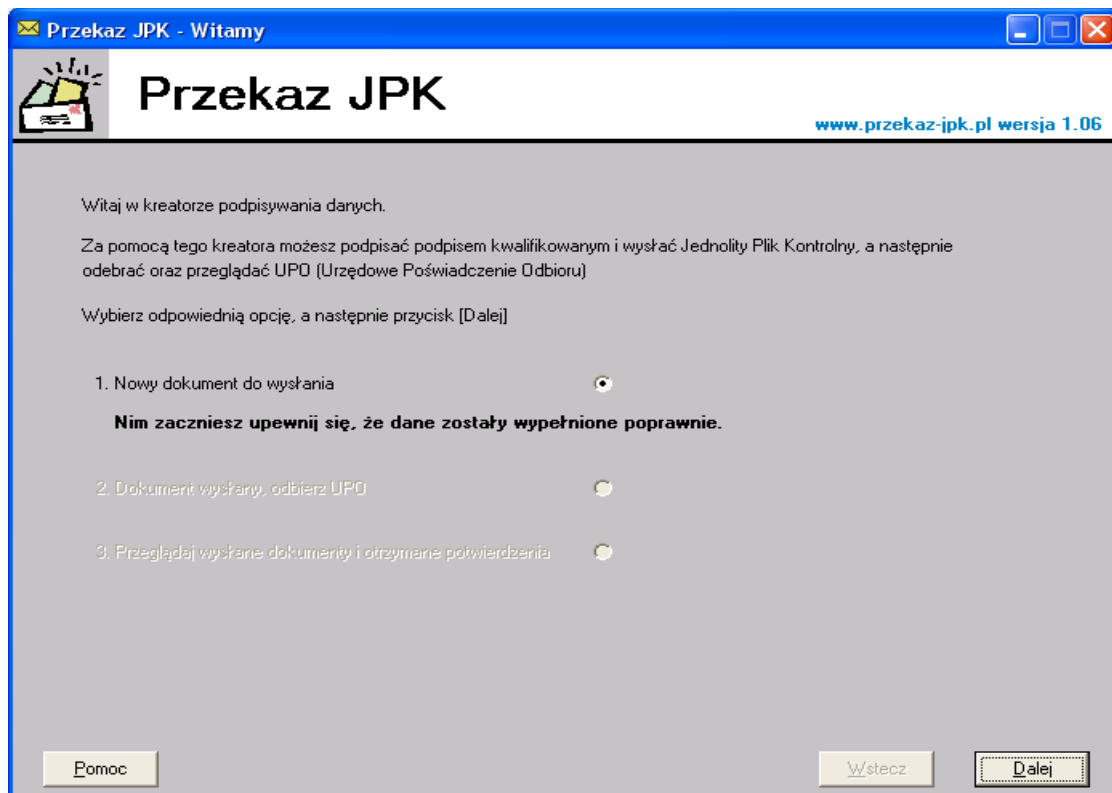 Przekaz JPK - Witamy
Przekaz JPK
www.przekaz-jpk.pl wersja 1.06
Witaj w kreatorze podpisywania danych.
Za pomocą tego kreatora możesz podpisać podpisem kwalifikowanym i wysłać Jednolity Plik Kontrolny, a następnie
odebrać oraz przeglądać UPO (Urzędowe Poświadczenie Odbioru)
Wybierz odpowiednią opcję, a następnie przycisk [Dalej]
1. Nowy dokument do wysłania
Nim zaczniesz upewnij się, że dane zostały wypełnione poprawnie.
2. Dokument wysłany, odbierz UPO
3. Przeglądaj wysłane dokumenty i otrzymane potwierdzenia
Pomoc
Wstecz
Dalej